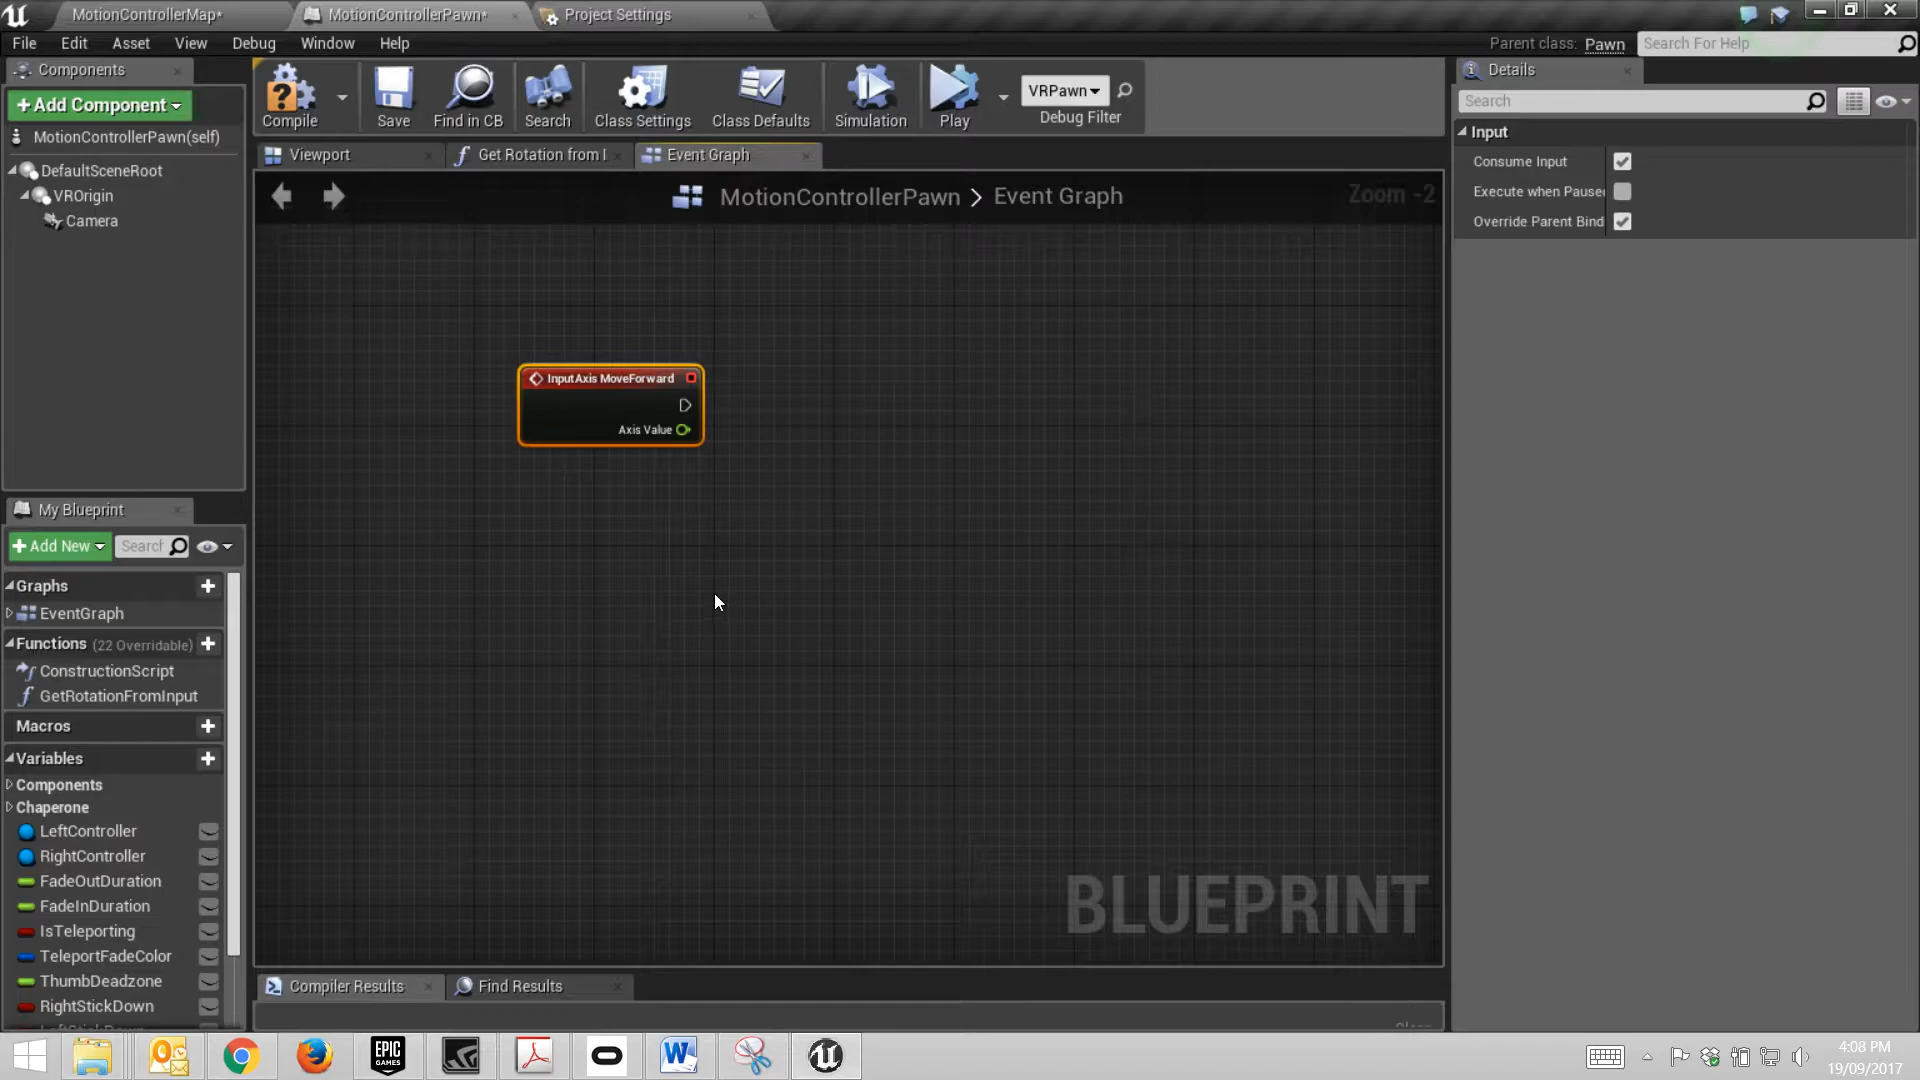 MotionControllerMap*
MotionControllerPawn*
Project Settings
File Edit Asset View Debug Window Help
Parent class: Pawn
Search For Help
Components
+Add Component
MotionControllerPawn(self)
DefaultSceneRoot
VROrigin
Camera
Compile
Save
Find in CB
Search
Class Settings
Class Defaults
Simulation
Play
VRPawn
Debug Filter
Details
Search
Input
Consume Input
Execute when Pause
Override Parent Bind
Viewport
Get Rotation from I
Event Graph
MotionControllerPawn > Event Graph
Zoom -2
InputAxis MoveForward
Axis Value
BLUEPRINT
My Blueprint
+Add New
Search
Graphs
EventGraph
Functions (22 Overridable)
ConstructionScript
GetRotationFromInput
Macros
Variables
Components
Chaperone
LeftController
RightController
FadeOutDuration
FadeInDuration
IsTeleporting
TeleportFadeColor
ThumbDeadzone
RightStickDown
Compiler Results
Find Results
EPIC GAMES
4:08 PM
19/09/2017